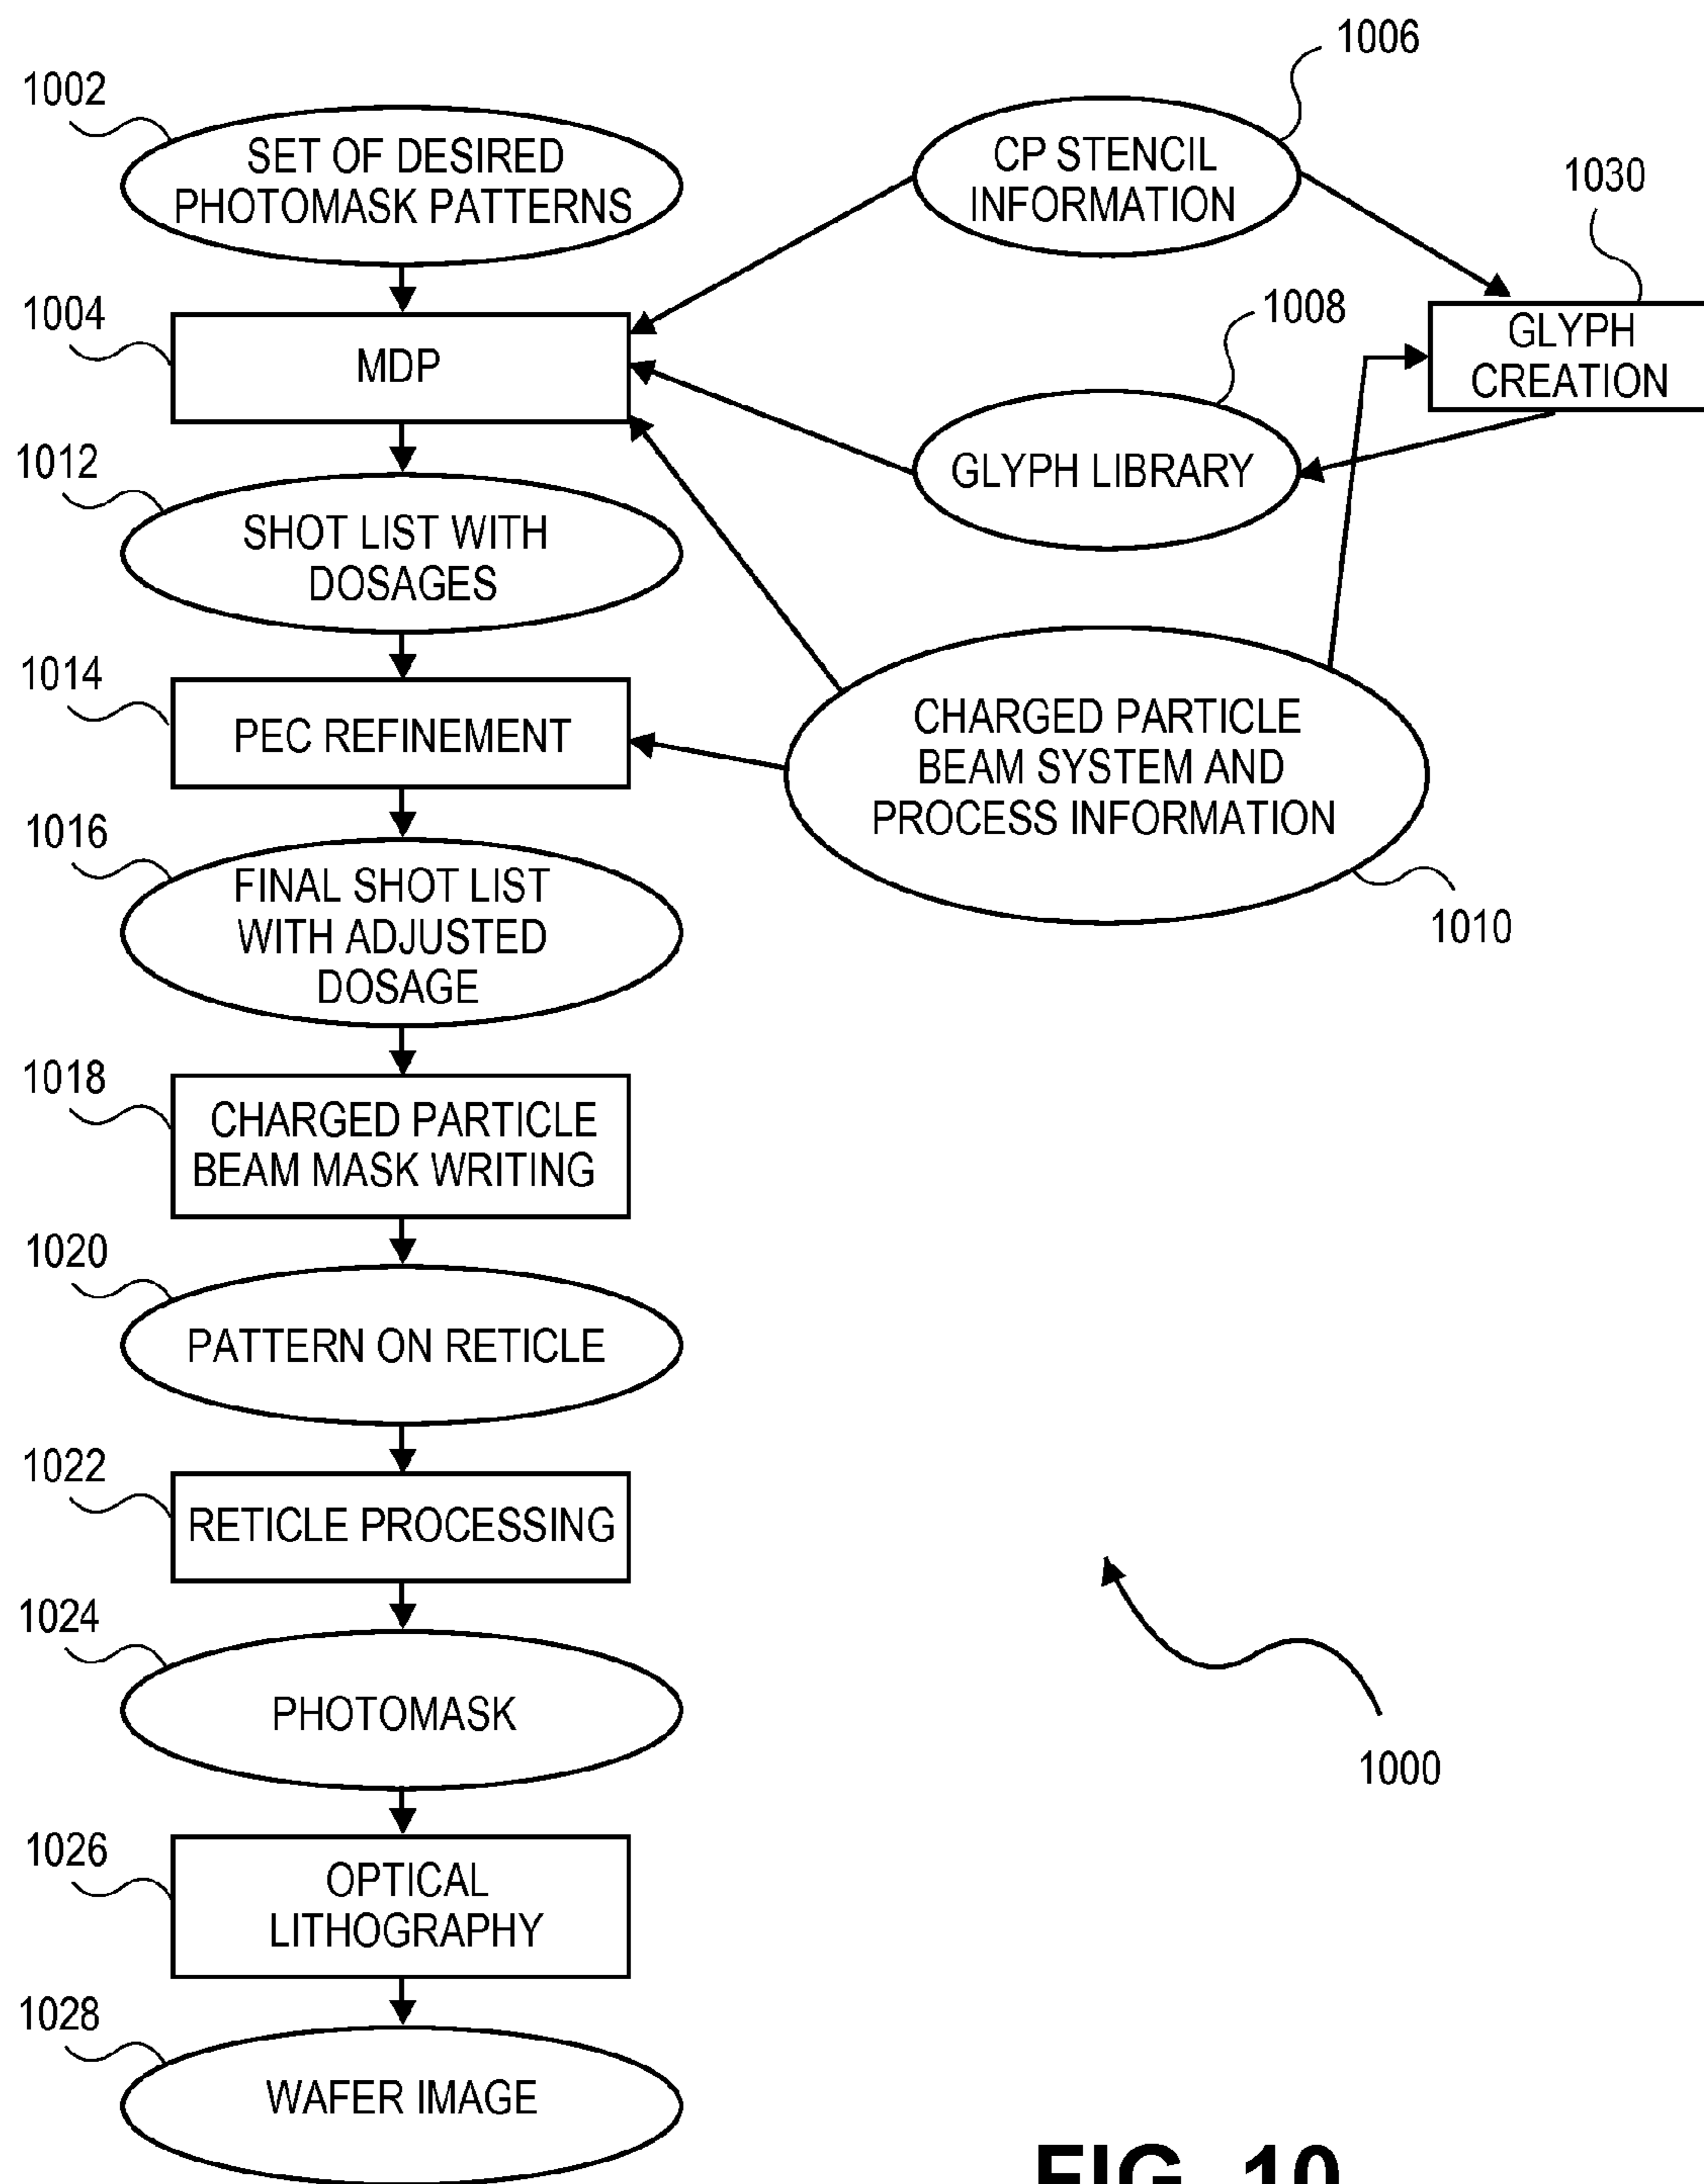 1002
SET OF DESIRED
PHOTOMASK PATTERNS
1006
CP STENCIL
INFORMATION
1030
GLYPH
CREATION
1004
MDP
1008
GLYPH LIBRARY
1012
SHOT LIST WITH
DOSAGES
1014
PEC REFINEMENT
CHARGED PARTICLE
BEAM SYSTEM AND
PROCESS INFORMATION
1010
1016
FINAL SHOT LIST
WITH ADJUSTED
DOSAGE
1018
CHARGED PARTICLE
BEAM MASK WRITING
1020
PATTERN ON RETICLE
1022
RETICLE PROCESSING
1024
PHOTOMASK
1000
1026
OPTICAL
LITHOGRAPHY
1028
WAFER IMAGE
FIG. 10